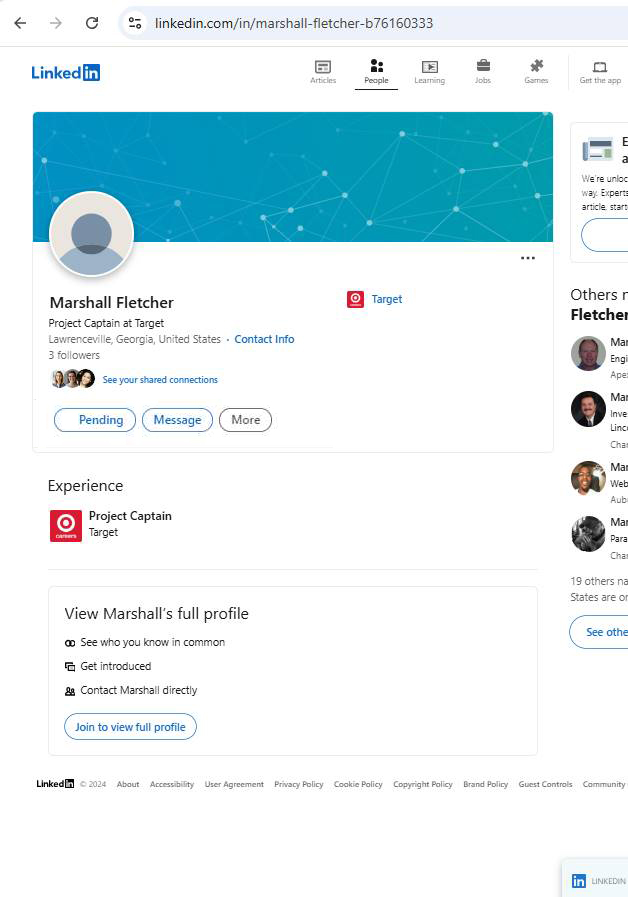 linkedin.com/in/marshall-fletcher-b76160333
Linked in
Articles
People
Learning
Jobs
Games
Get the app
Marshall Fletcher
Project Captain at Target
Lawrenceville, Georgia, United States · Contact Info
3 followers
See your shared connections
Pending
Message
More
Target
Experience
Project Captain
Target
careers
View Marshall's full profile
See who you know in common
Get introduced
Contact Marshall directly
Join to view full profile
E
a
We're unloc
way. Experts
article, start
Others n
Fletcher
Mar
Engi
Apex
Mar
Inve
Linco
Char
Mar
Web
Aubu
Mar
Para
Char
19 others na
States are on
See othe
LinkedIn © 2024 About Accessibility User Agreement Privacy Policy Cookie Policy Copyright Policy Brand Policy Guest Controls Community
in LINKEDIN